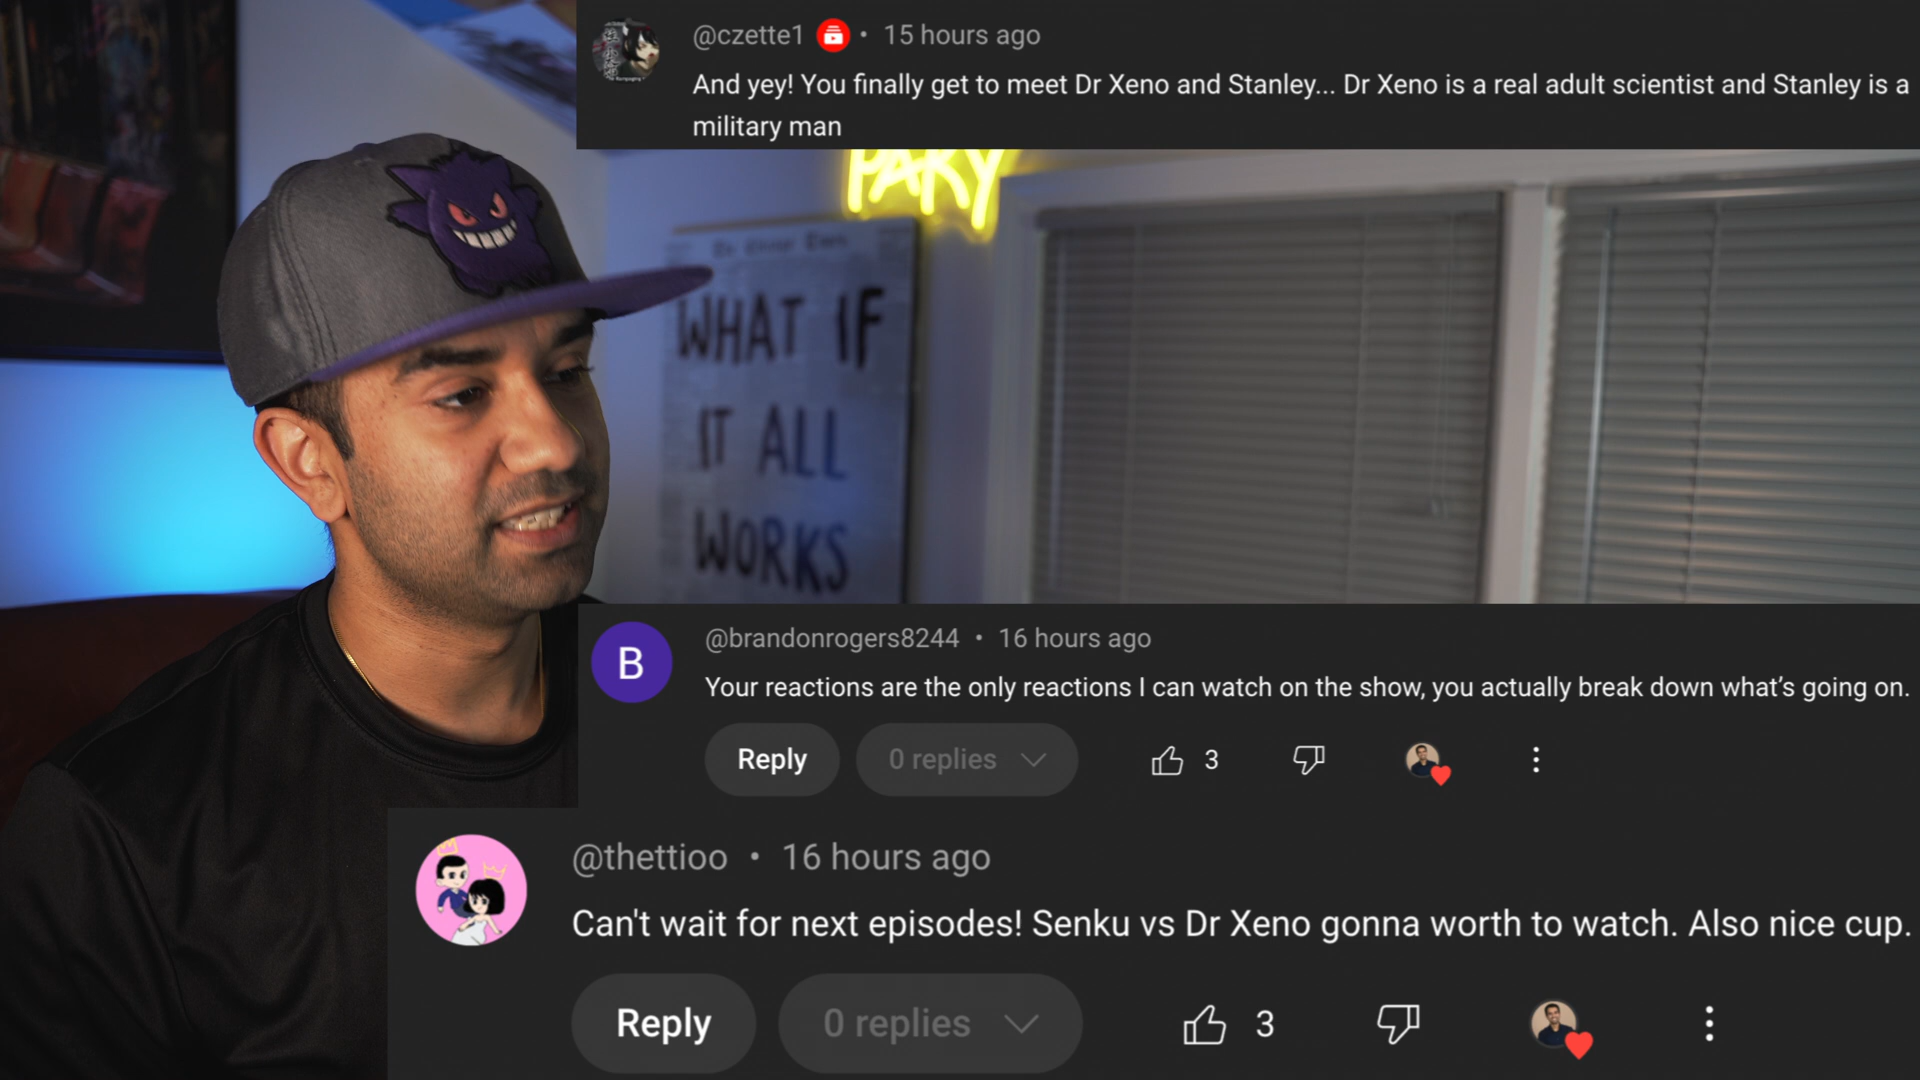 @czette1 • 15 hours ago
And yey! You finally get to meet Dr Xeno and Stanley... Dr Xeno is a real adult scientist and Stanley is a
military man
PARY
WHAT IF
IT ALL
WORKS
B
@brandonrogers8244 • 16 hours ago
Your reactions are the only reactions I can watch on the show, you actually break down what’s going on.
Reply 0 replies 3
@thettioo • 16 hours ago
Can't wait for next episodes! Senku vs Dr Xeno gonna worth to watch. Also nice cup.
Reply 0 replies 3